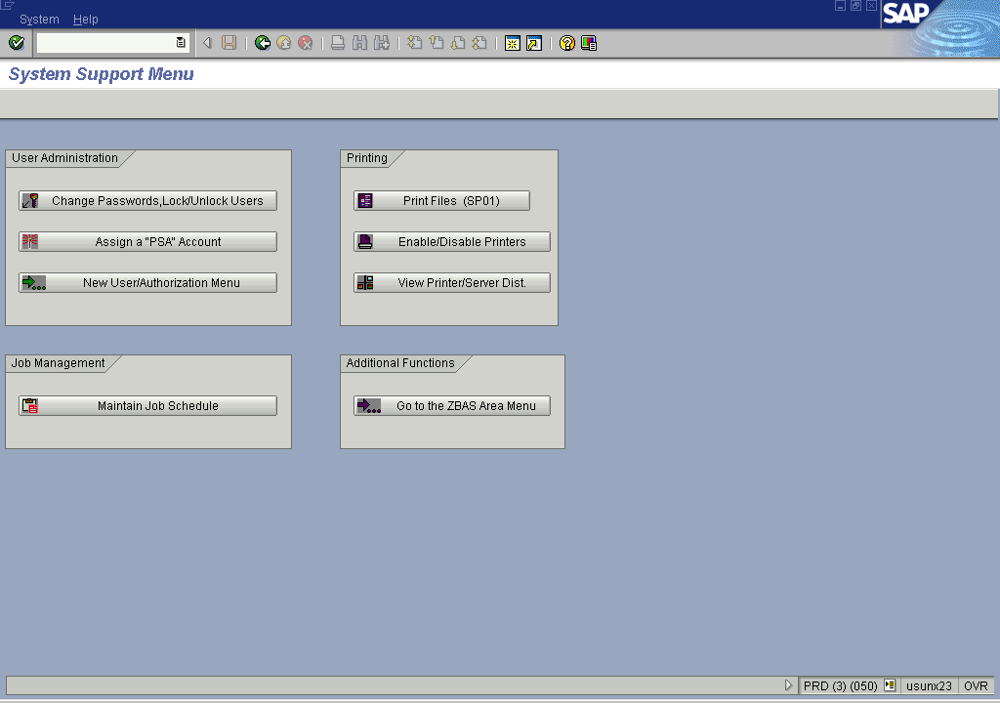 System Help
SAP
System Support Menu
User Administration
Change Passwords,Lock/Unlock Users
Assign a "PSA" Account
New User/Authorization Menu
Printing
Print Files (SP01)
Enable/Disable Printers
View Printer/Server Dist.
Job Management
Maintain Job Schedule
Additional Functions
Go to the ZBAS Area Menu
PRD (3) (050) usunx23 OVR